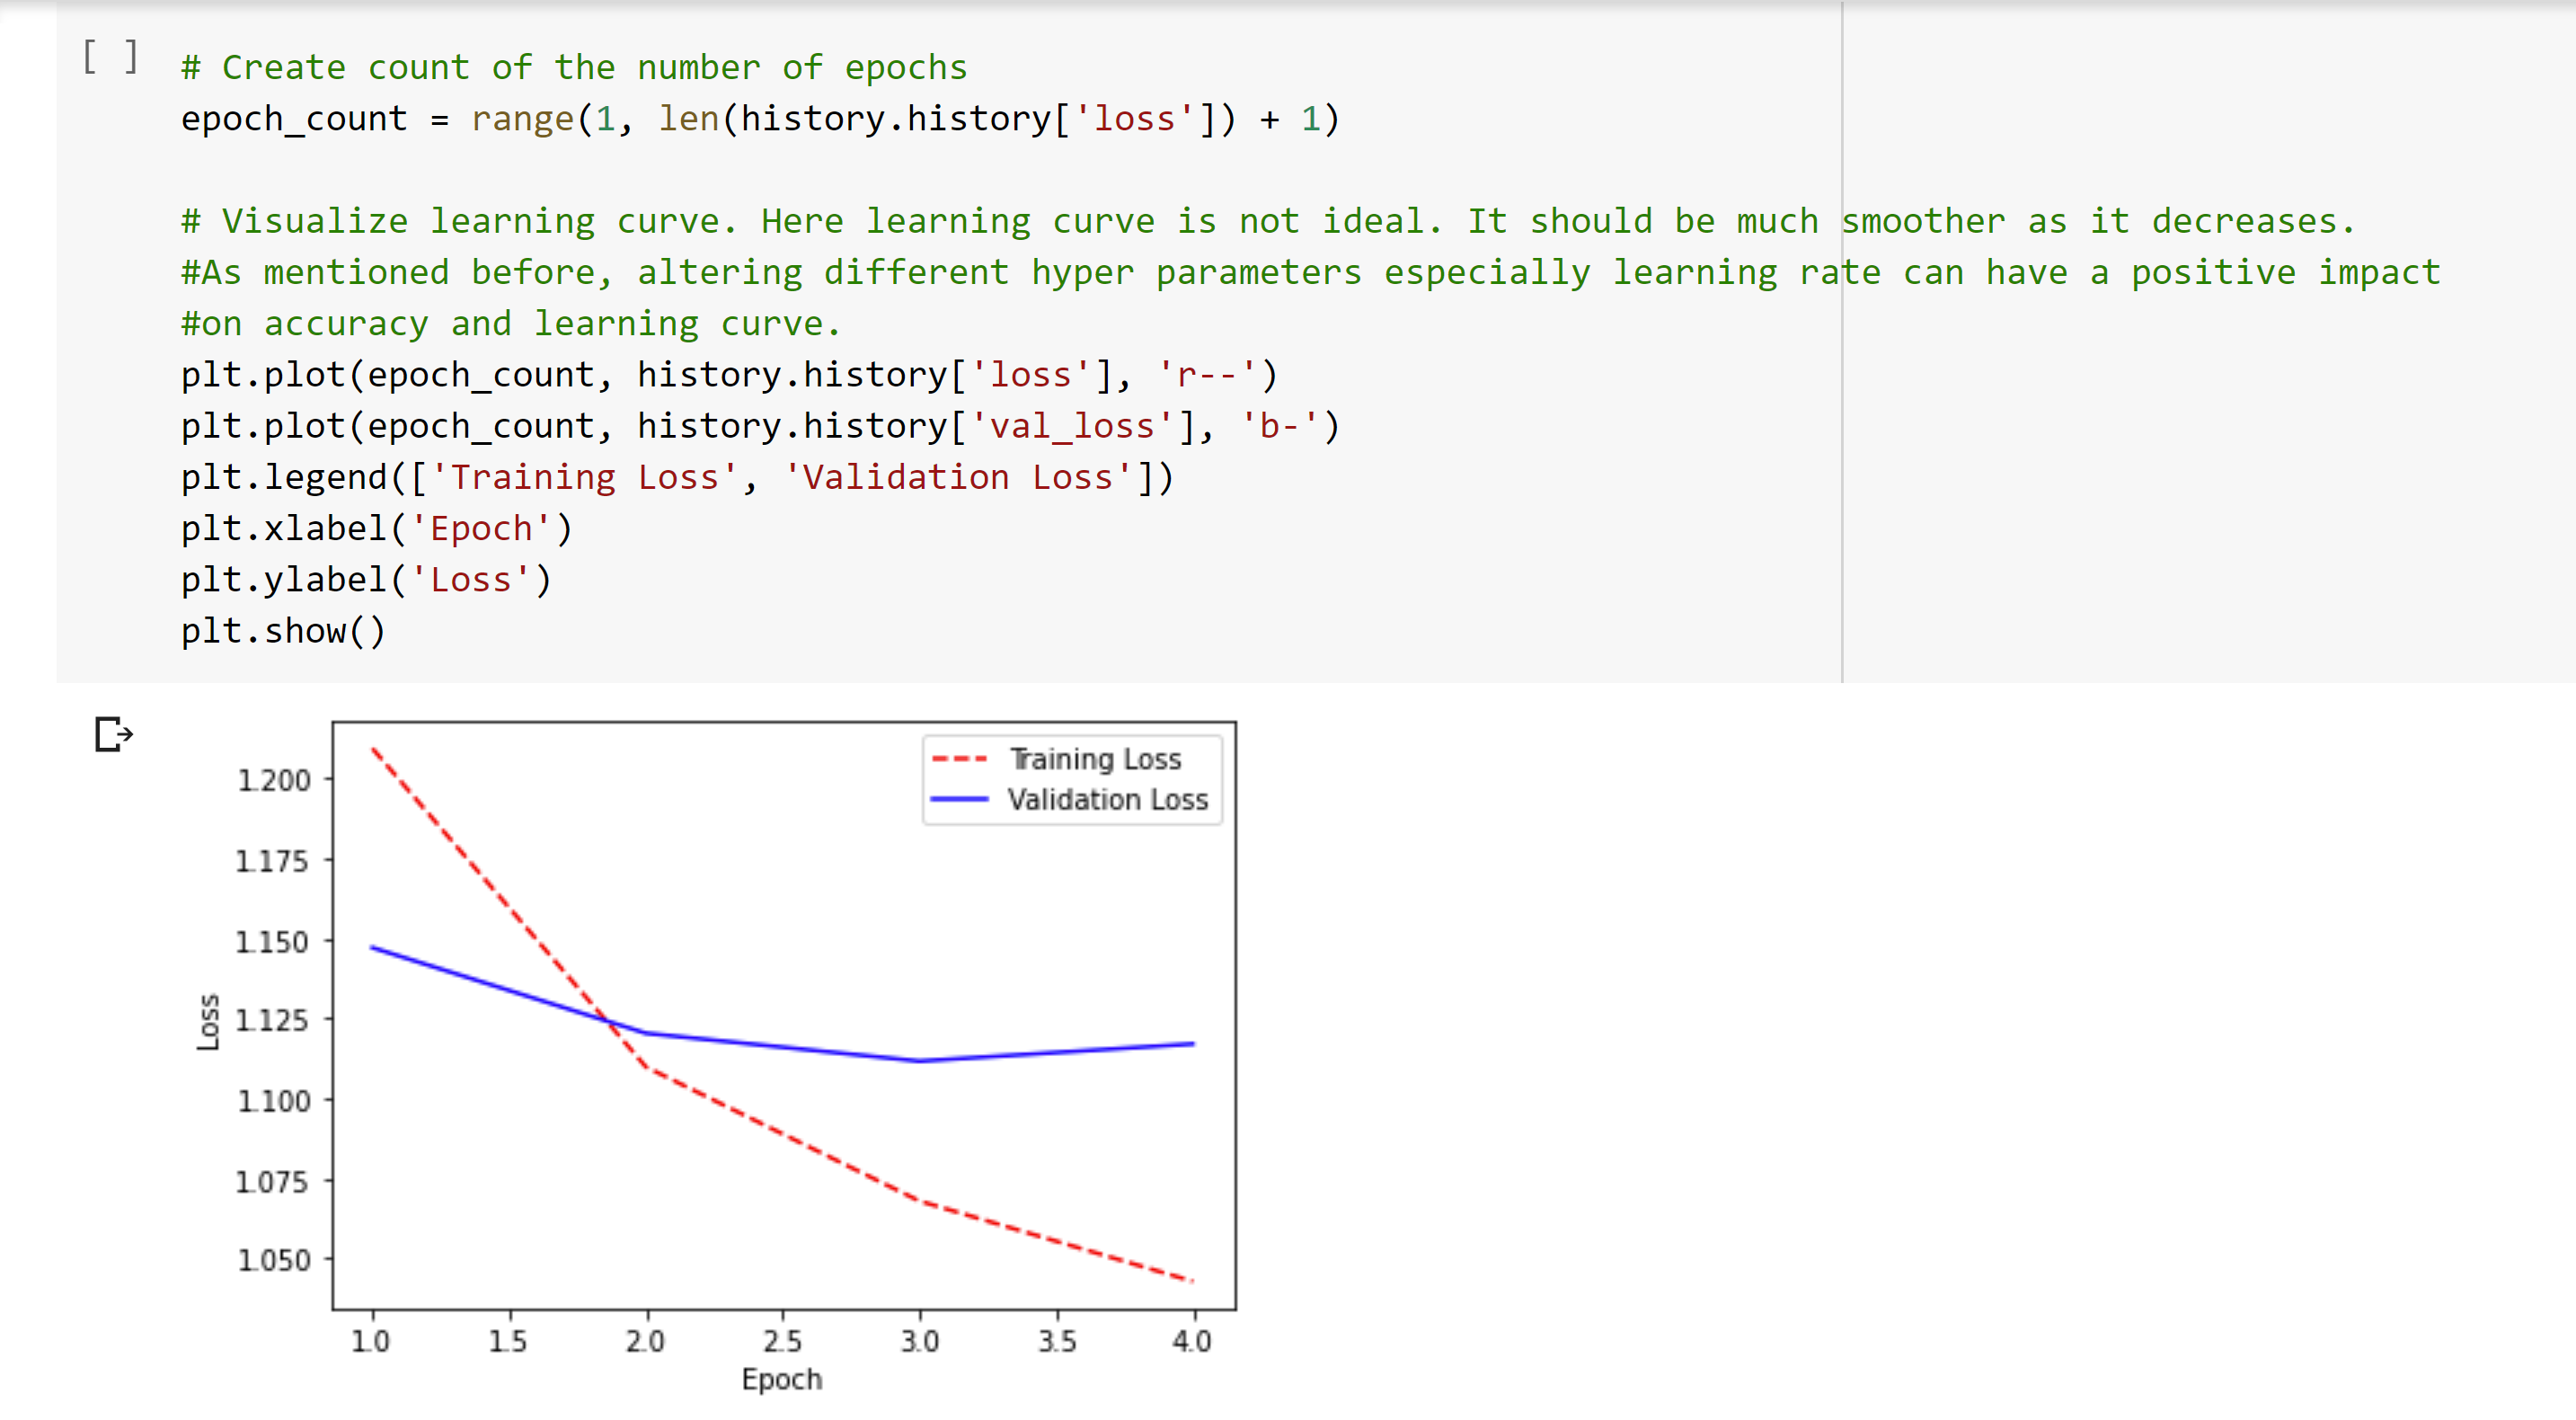 [ ]
# Create count of the number of epochs
epoch_count = range(1, len(history.history['loss']) + 1)
# Visualize learning curve. Here learning curve is not ideal. It should be much smoother as it decreases.
#As mentioned before, altering different hyper parameters especially learning rate can have a positive impact
#on accuracy and learning curve.
plt.plot(epoch_count, history.history['loss'], 'r--')
plt.plot(epoch_count, history.history['val_loss'], 'b-')
plt.legend(['Training Loss', 'Validation Loss'])
plt.xlabel('Epoch')
plt.ylabel('Loss')
plt.show()
Training Loss
Validation Loss
1.200
1.175
1.150
1.125
1.100
1.075
1.050
Loss
1.0 1.5 2.0 2.5 3.0 3.5 4.0
Epoch